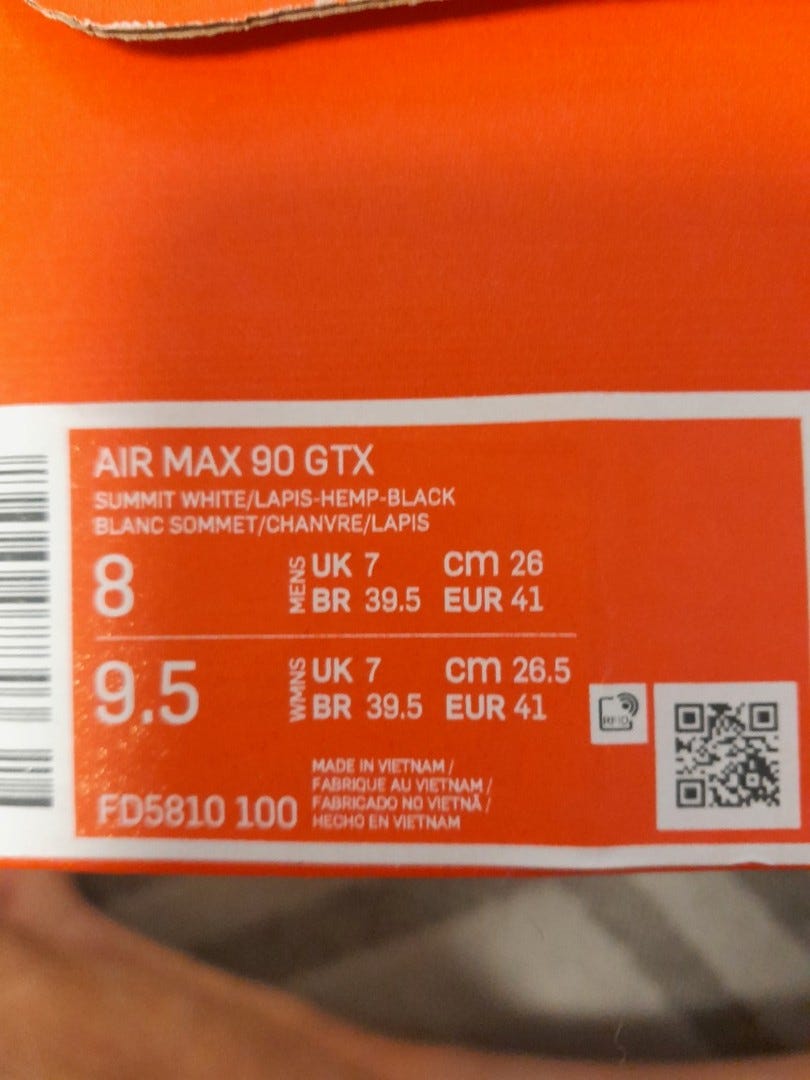 AIR MAX 90 GTX
SUMMIT WHITE/LAPIS-HEMP-BLACK
BLANC SOMMET/CHANVRE/LAPIS
8
MENS
UK 7 cm 26
BR 39.5 EUR 41
9.5
WMNS
UK 7 cm 26.5
BR 39.5 EUR 41
RFID
FD5810 100
MADE IN VIETNAM /
FABRIQUE AU VIETNAM /
FABRICADO NO VIETNÃ /
HECHO EN VIETNAM